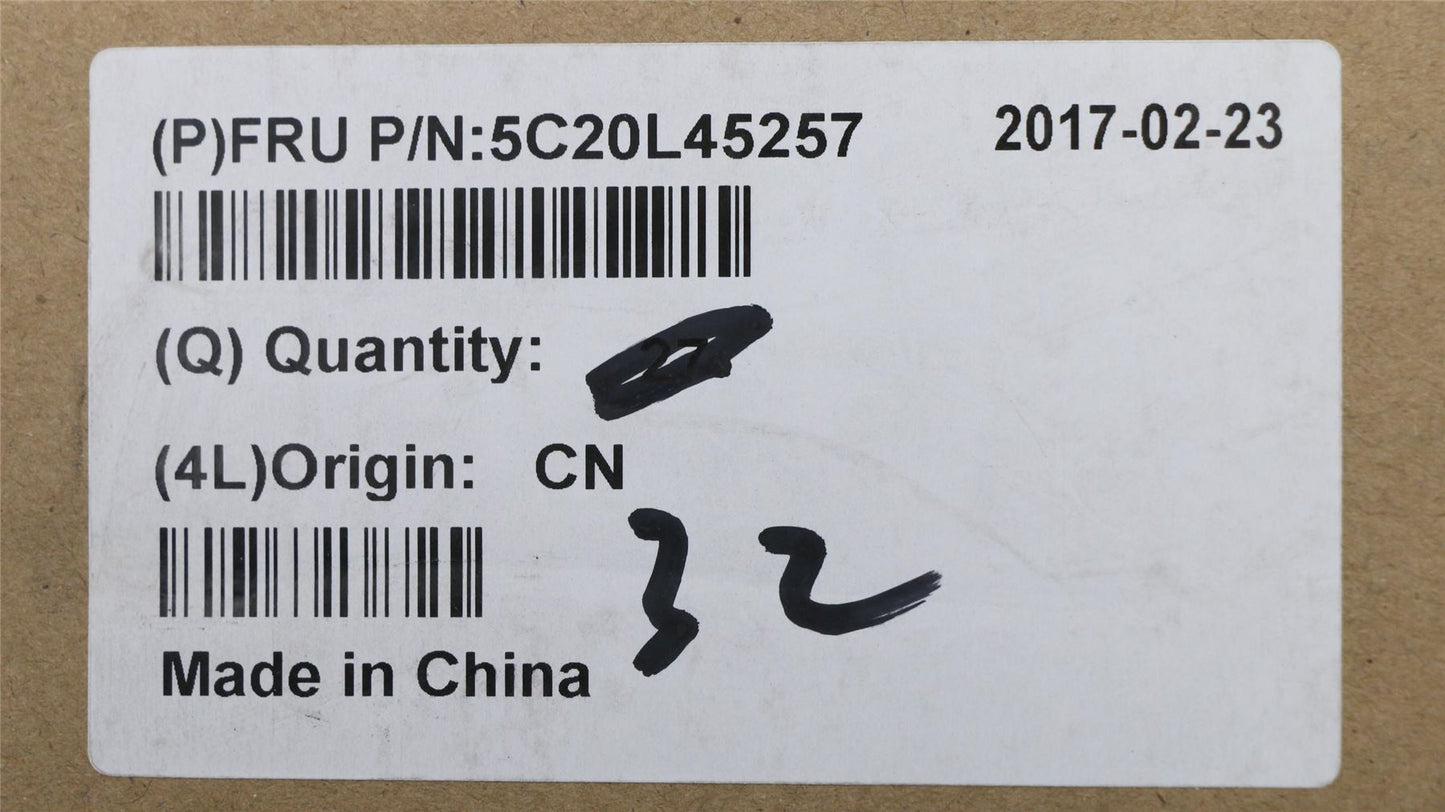 (P)FRU P/N:5C20L45257 2017-02-23
(Q) Quantity:
(4L)Origin: CN
32
Made in China